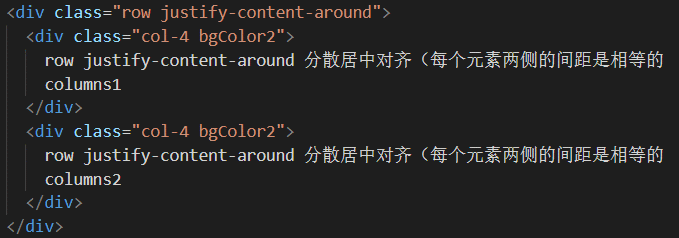 <div class="row justify-content-around">
<div class="col-4 bgColor2">
row justify-content-around 分散居中对齐（每个元素两侧的间距是相等的
columns1
</div>
<div class="col-4 bgColor2">
row justify-content-around 分散居中对齐（每个元素两侧的间距是相等的
columns2
</div>
</div>